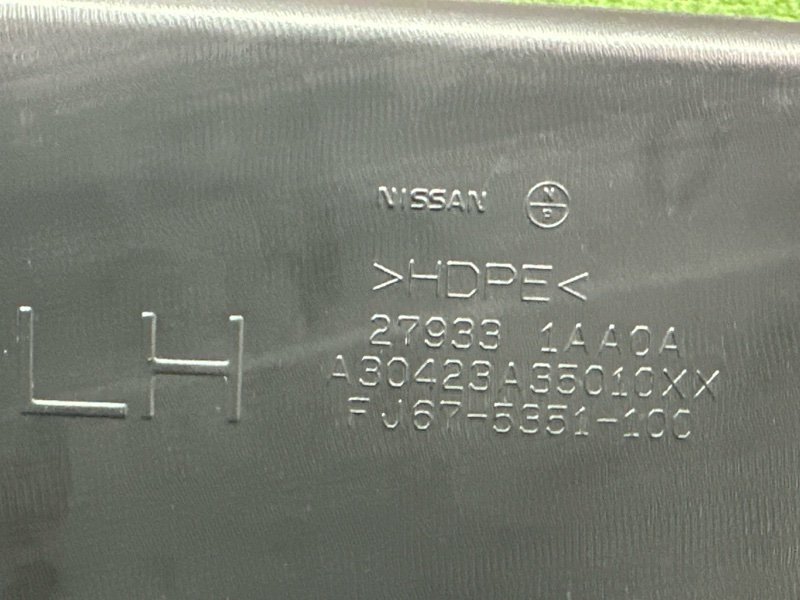 NISSAN N P
>HDPE<
27933 1AA0A
A30423A35010XX
FJ67-5351-100
LH